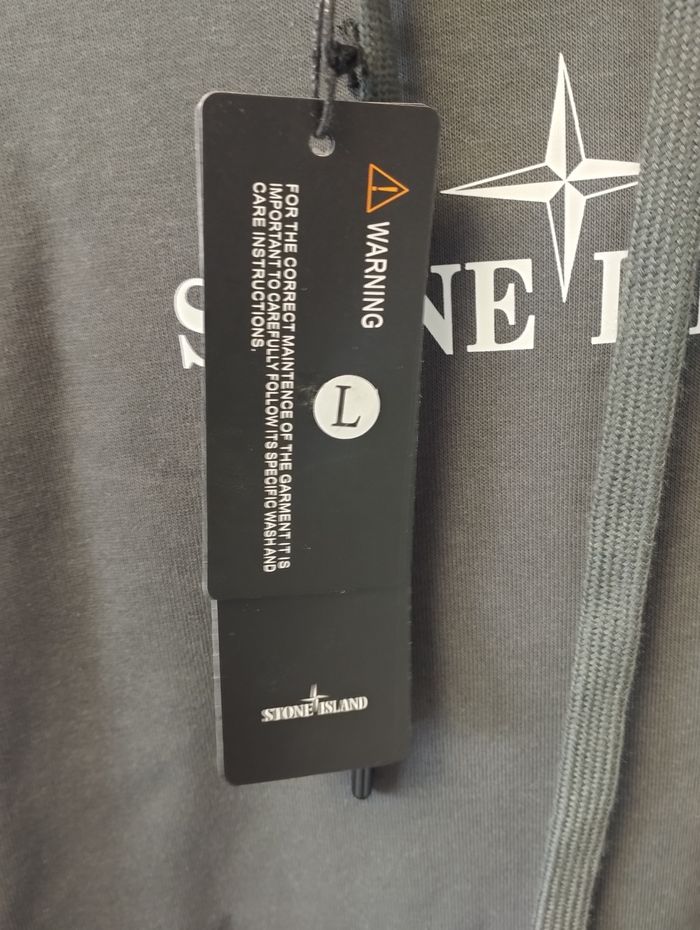 WARNING
FOR THE CORRECT MAINTENCE OF THE GARMENT IT IS
IMPORTANT TO CAREFULLY FOLLOW ITS SPECIFIC WASH AND
CARE INSTRUCTIONS.
L
STONE ISLAND
S NE I